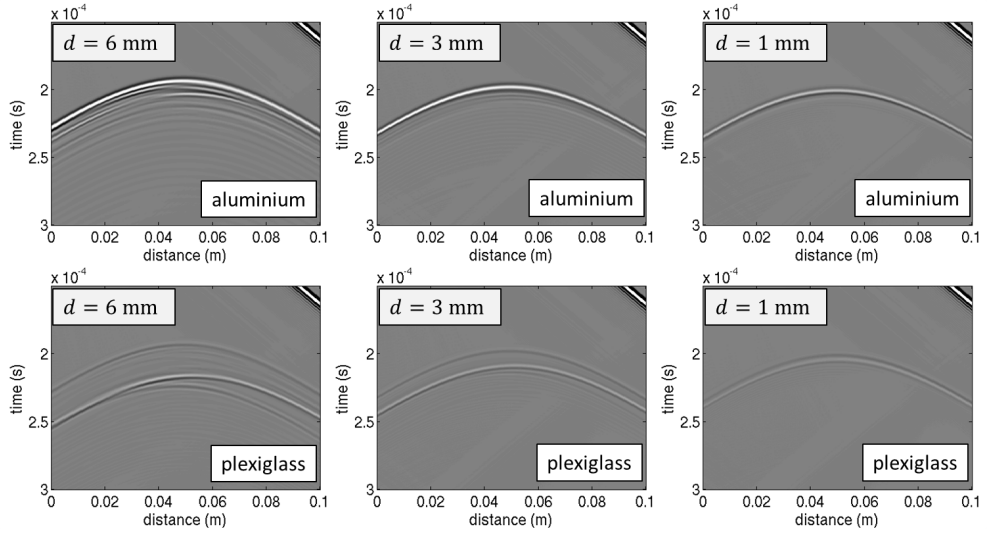 x 10⁻⁴ x 10⁻⁴ x 10⁻⁴
d = 6 mm d = 3 mm d = 1 mm
2 2 2
time (s) time (s) time (s)
2.5 2.5 2.5
aluminium aluminium aluminium
3 3 3
0 0.02 0.04 0.06 0.08 0.1 0 0.02 0.04 0.06 0.08 0.1 0 0.02 0.04 0.06 0.08 0.1
distance (m) distance (m) distance (m)
x 10⁻⁴ x 10⁻⁴ x 10⁻⁴
d = 6 mm d = 3 mm d = 1 mm
2 2 2
time (s) time (s) time (s)
2.5 2.5 2.5
plexiglass plexiglass plexiglass
3 3 3
0 0.02 0.04 0.06 0.08 0.1 0 0.02 0.04 0.06 0.08 0.1 0 0.02 0.04 0.06 0.08 0.1
distance (m) distance (m) distance (m)